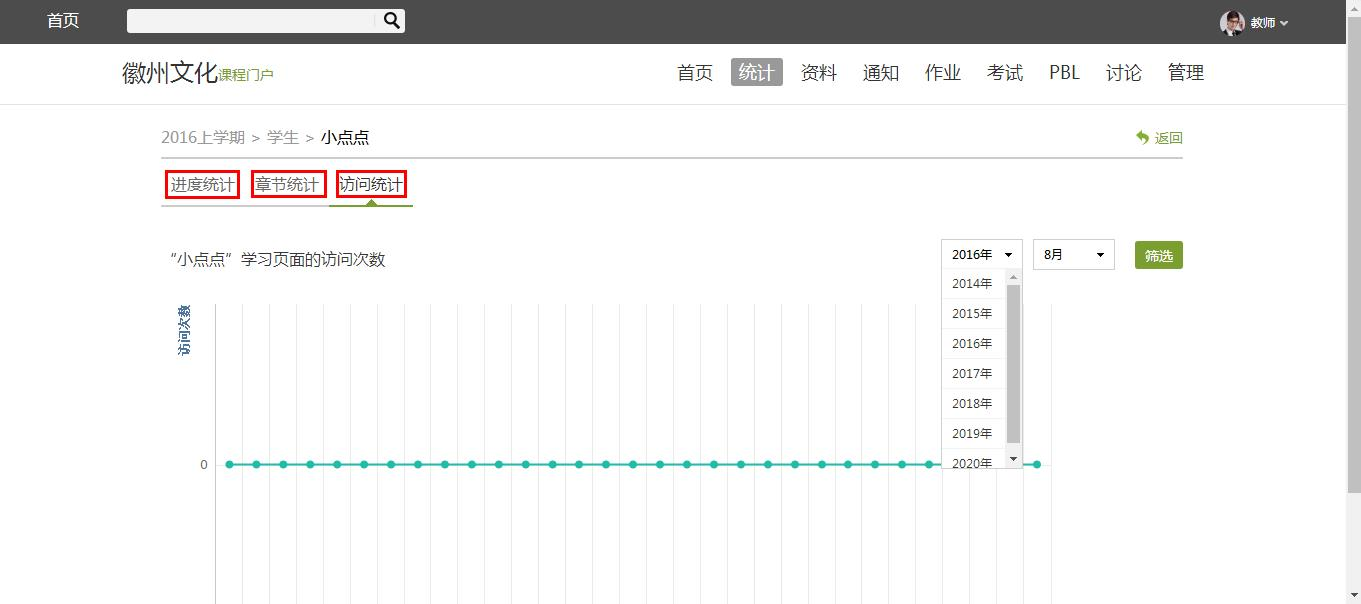 首页
教师
徽州文化课程门户
首页 统计 资料 通知 作业 考试 PBL 讨论 管理
2016上学期 > 学生 > 小点点
返回
进度统计 章节统计 访问统计
“小点点”学习页面的访问次数
2016年 8月 筛选
2014年
2015年
2016年
2017年
2018年
2019年
2020年
访问次数
0